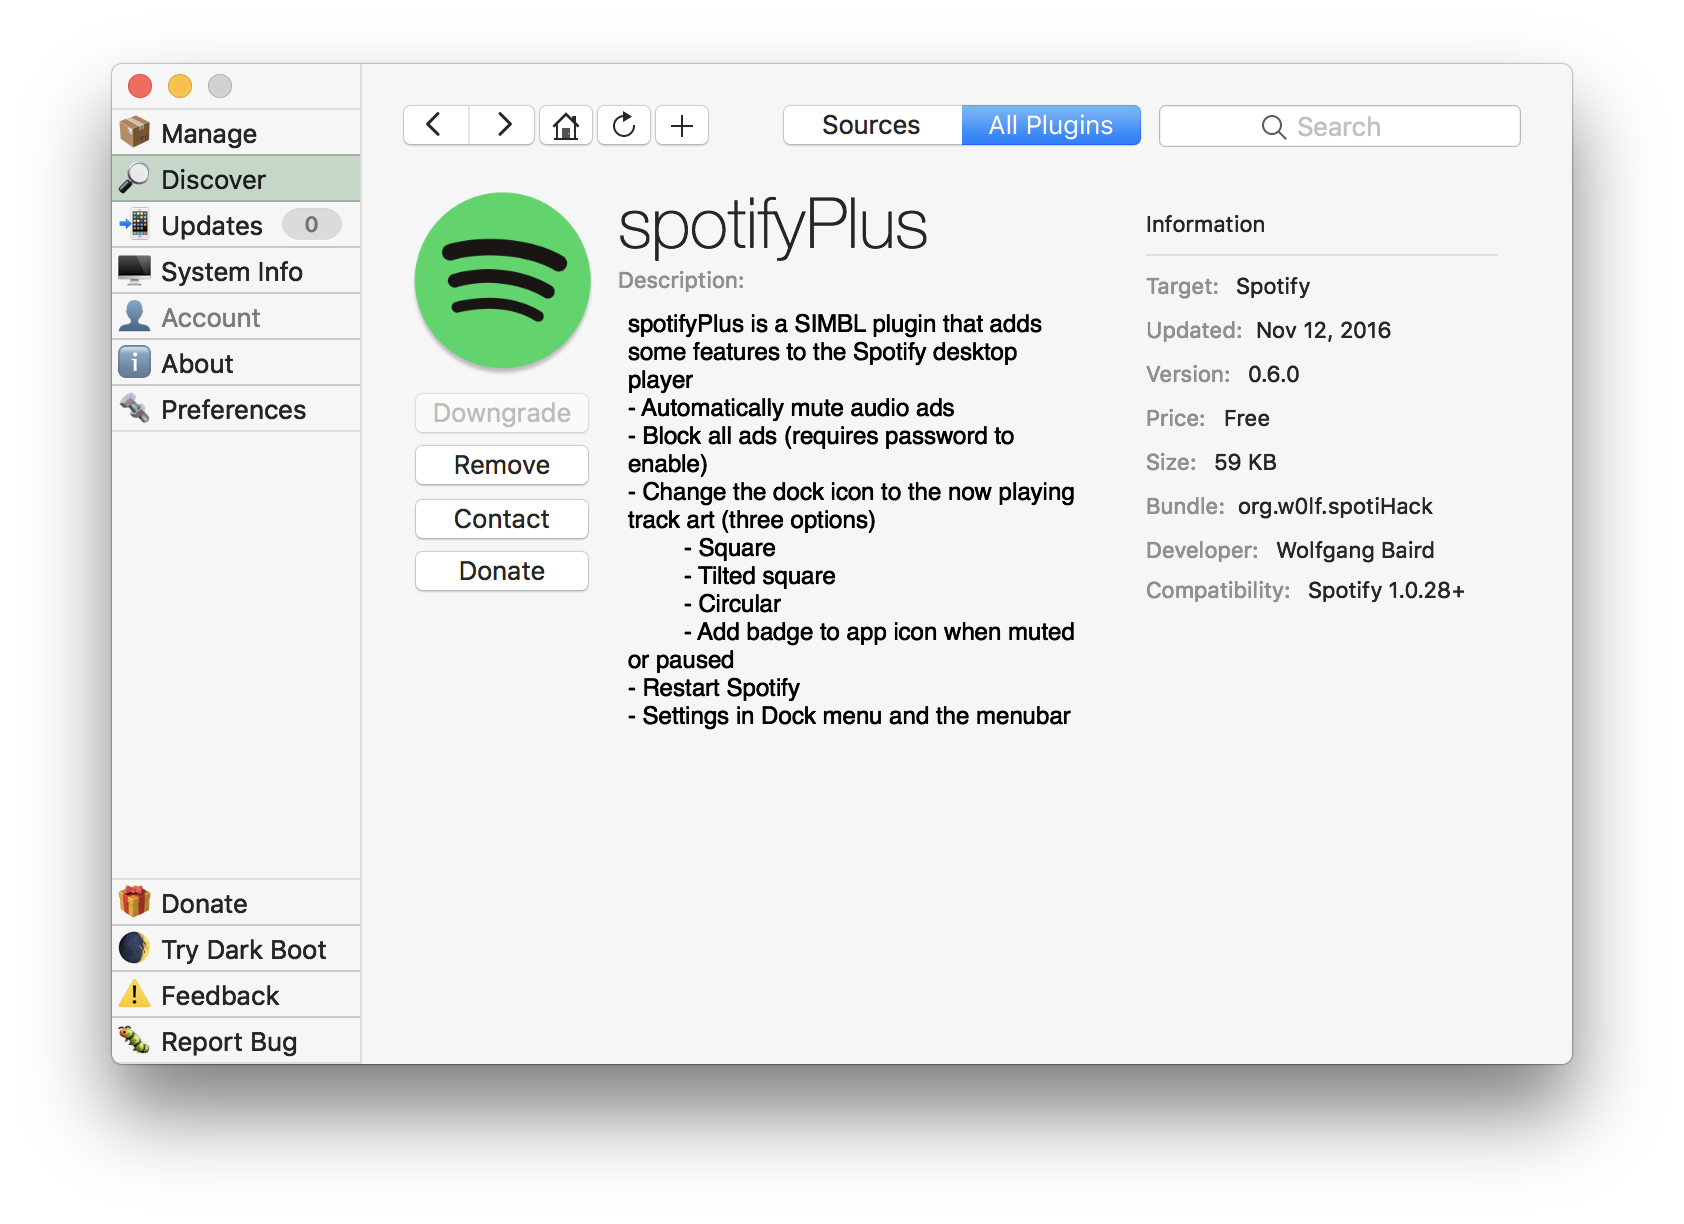 Manage
Discover
Updates 0
System Info
Account
About
Preferences
Donate
Try Dark Boot
Feedback
Report Bug
Sources All Plugins Search
spotifyPlus
Description:
spotifyPlus is a SIMBL plugin that adds
some features to the Spotify desktop
player
- Automatically mute audio ads
- Block all ads (requires password to
enable)
- Change the dock icon to the now playing
track art (three options)
- Square
- Tilted square
- Circular
- Add badge to app icon when muted
or paused
- Restart Spotify
- Settings in Dock menu and the menubar
Downgrade
Remove
Contact
Donate
Information
Target: Spotify
Updated: Nov 12, 2016
Version: 0.6.0
Price: Free
Size: 59 KB
Bundle: org.w0lf.spotiHack
Developer: Wolfgang Baird
Compatibility: Spotify 1.0.28+